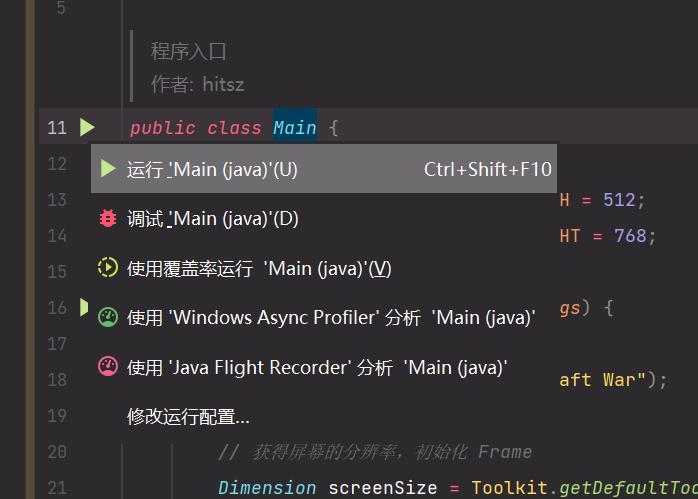 5
程序入口
作者: hitsz
11 public class Main {
12
运行 'Main (java)'(U) Ctrl+Shift+F10
13 H = 512;
调试 'Main (java)'(D)
14 HT = 768;
15
使用覆盖率运行 'Main (java)'(V)
16 gs) {
使用 'Windows Async Profiler' 分析 'Main (java)'
17
使用 'Java Flight Recorder' 分析 'Main (java)'
18 aft War");
19
修改运行配置...
20 // 获得屏幕的分辨率，初始化 Frame
21 Dimension screenSize = Toolkit.getDefaultToo